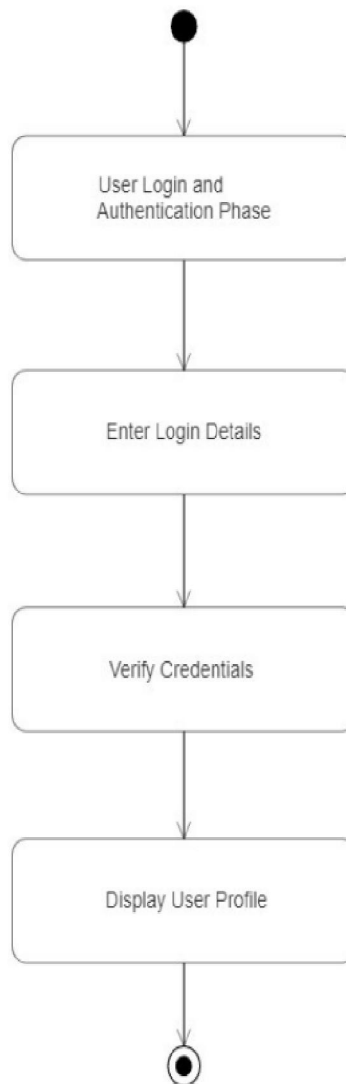 User Login and
Authentication Phase
Enter Login Details
Verify Credentials
Display User Profile